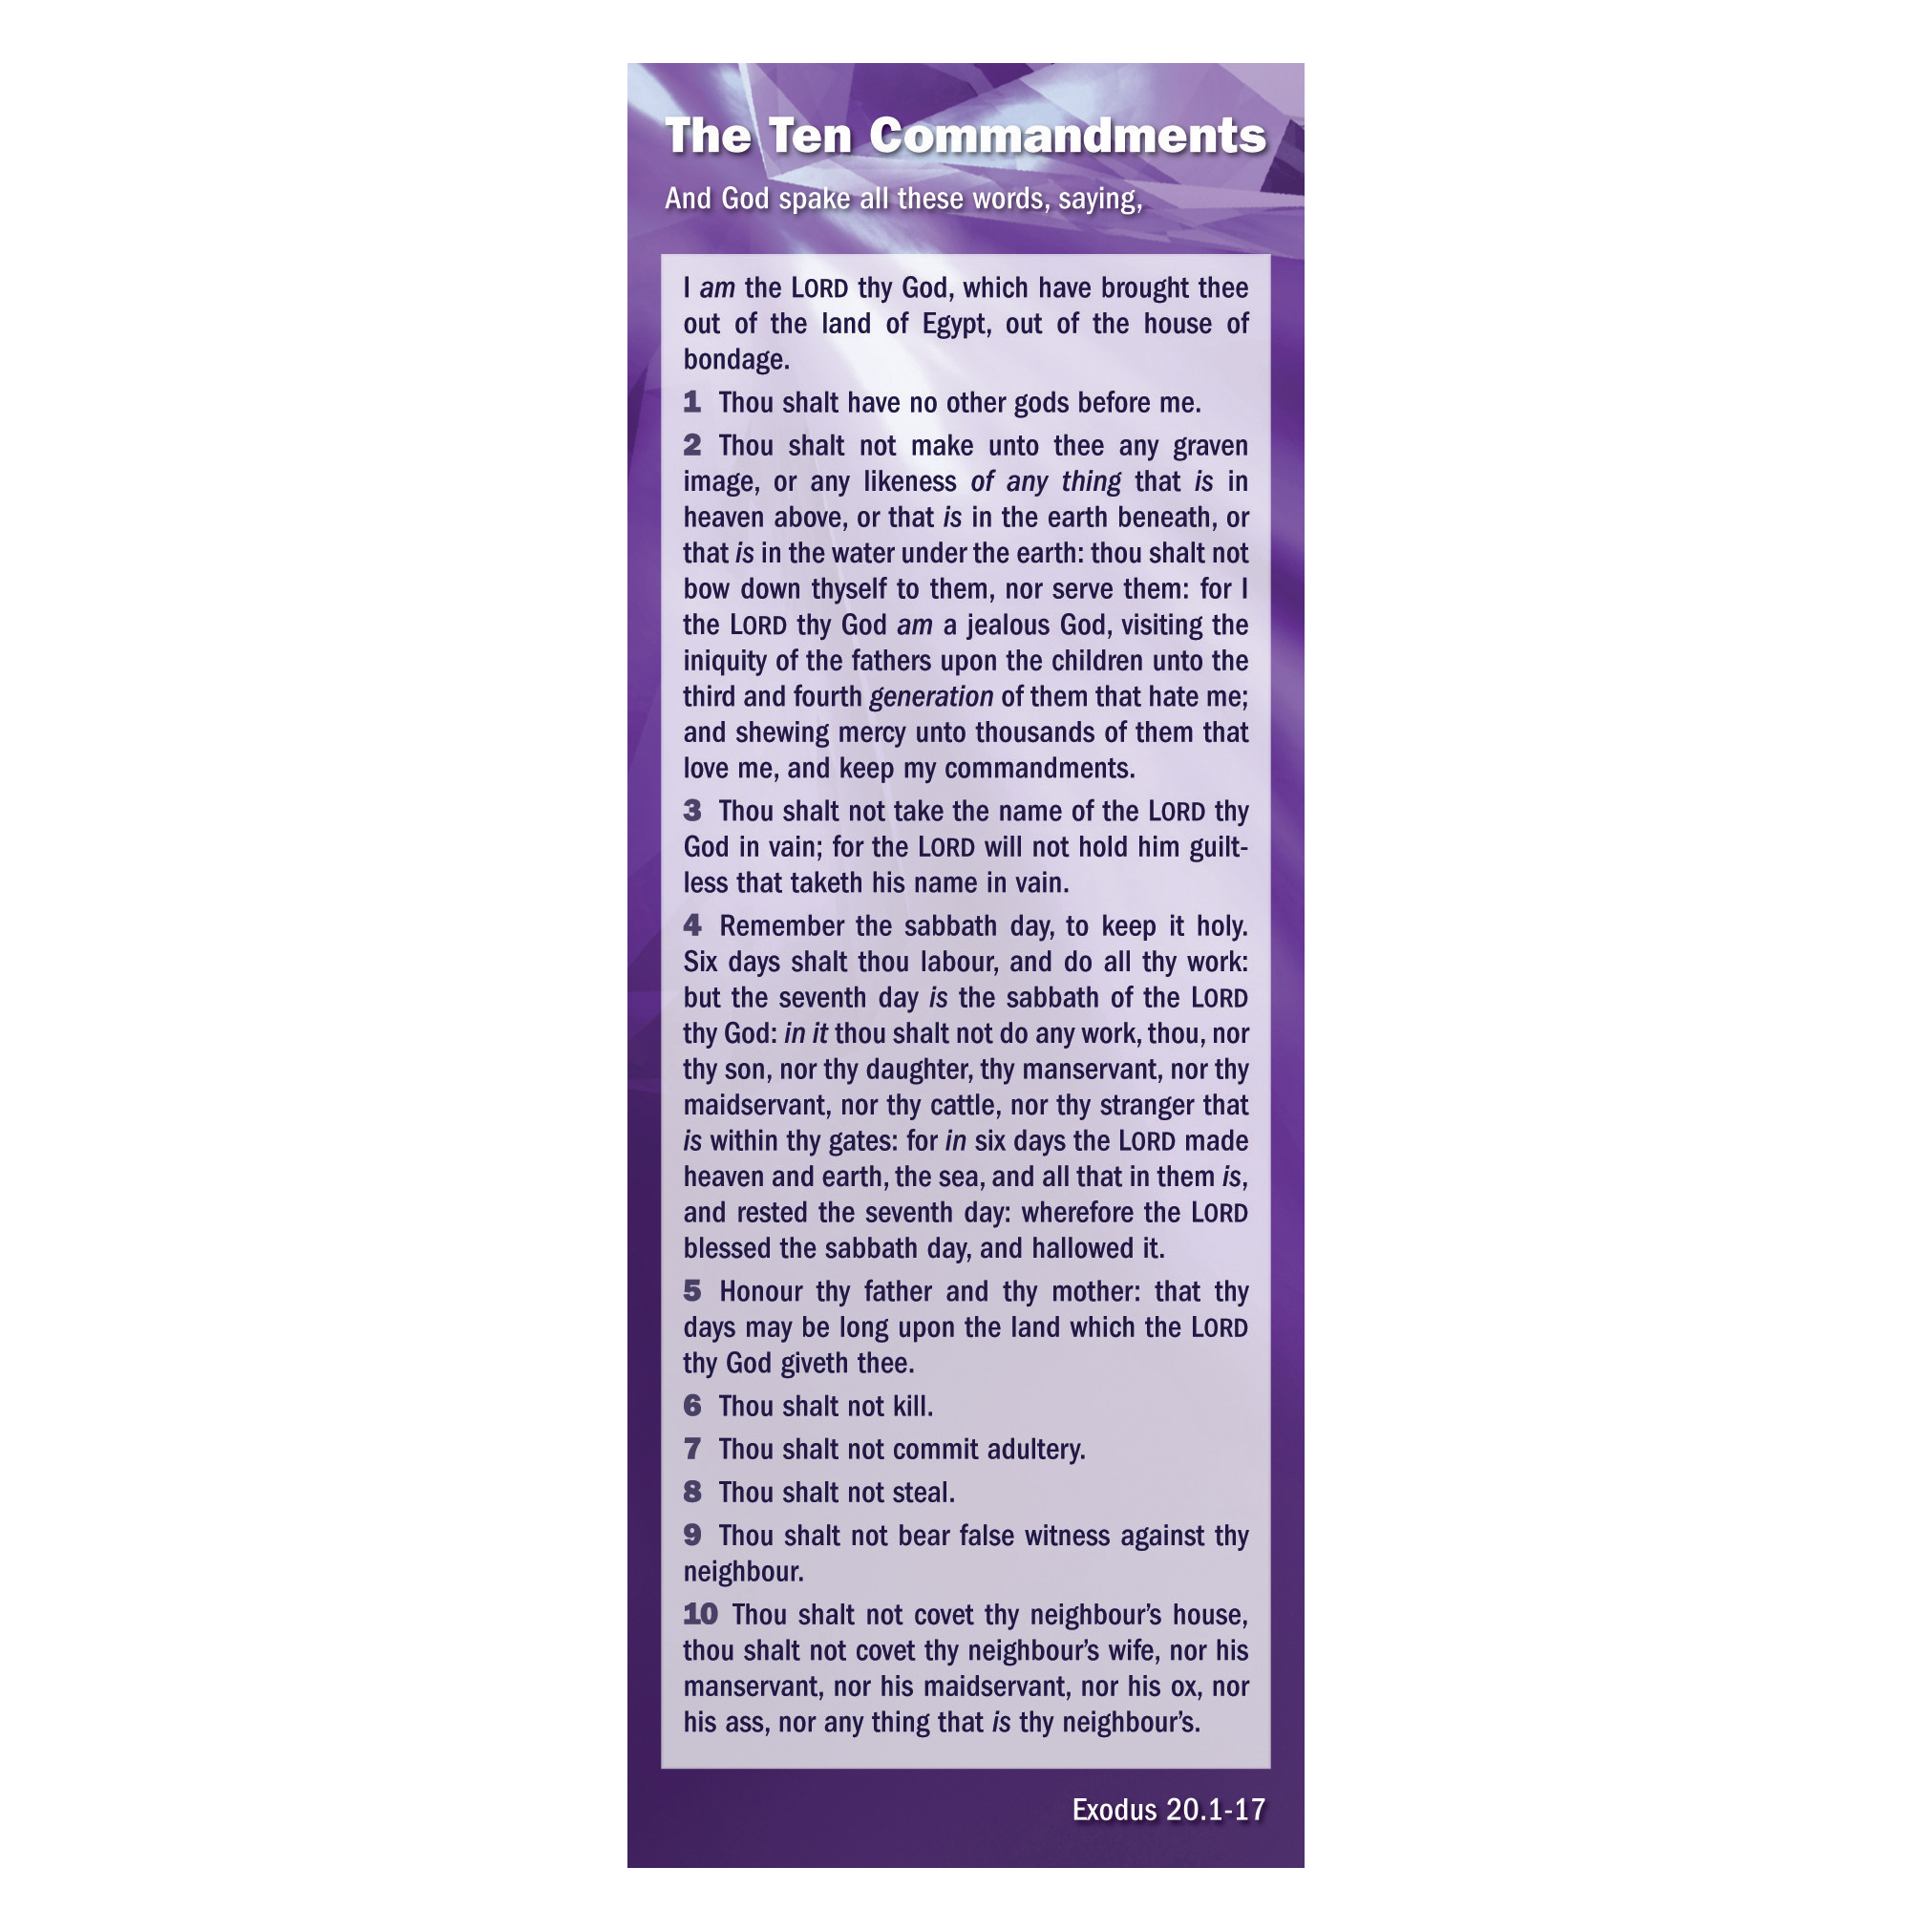 The Ten Commandments
And God spake all these words, saying,
I am the LORD thy God, which have brought thee
out of the land of Egypt, out of the house of
bondage.
1 Thou shalt have no other gods before me.
2 Thou shalt not make unto thee any graven
image, or any likeness of any thing that is in
heaven above, or that is in the earth beneath, or
that is in the water under the earth: thou shalt not
bow down thyself to them, nor serve them: for I
the LORD thy God am a jealous God, visiting the
iniquity of the fathers upon the children unto the
third and fourth generation of them that hate me;
and shewing mercy unto thousands of them that
love me, and keep my commandments.
3 Thou shalt not take the name of the LORD thy
God in vain; for the LORD will not hold him guilt-
less that taketh his name in vain.
4 Remember the sabbath day, to keep it holy.
Six days shalt thou labour, and do all thy work:
but the seventh day is the sabbath of the LORD
thy God: in it thou shalt not do any work, thou, nor
thy son, nor thy daughter, thy manservant, nor thy
maidservant, nor thy cattle, nor thy stranger that
is within thy gates: for in six days the LORD made
heaven and earth, the sea, and all that in them is,
and rested the seventh day: wherefore the LORD
blessed the sabbath day, and hallowed it.
5 Honour thy father and thy mother: that thy
days may be long upon the land which the LORD
thy God giveth thee.
6 Thou shalt not kill.
7 Thou shalt not commit adultery.
8 Thou shalt not steal.
9 Thou shalt not bear false witness against thy
neighbour.
10 Thou shalt not covet thy neighbour’s house,
thou shalt not covet thy neighbour’s wife, nor his
manservant, nor his maidservant, nor his ox, nor
his ass, nor any thing that is thy neighbour’s.
Exodus 20.1-17